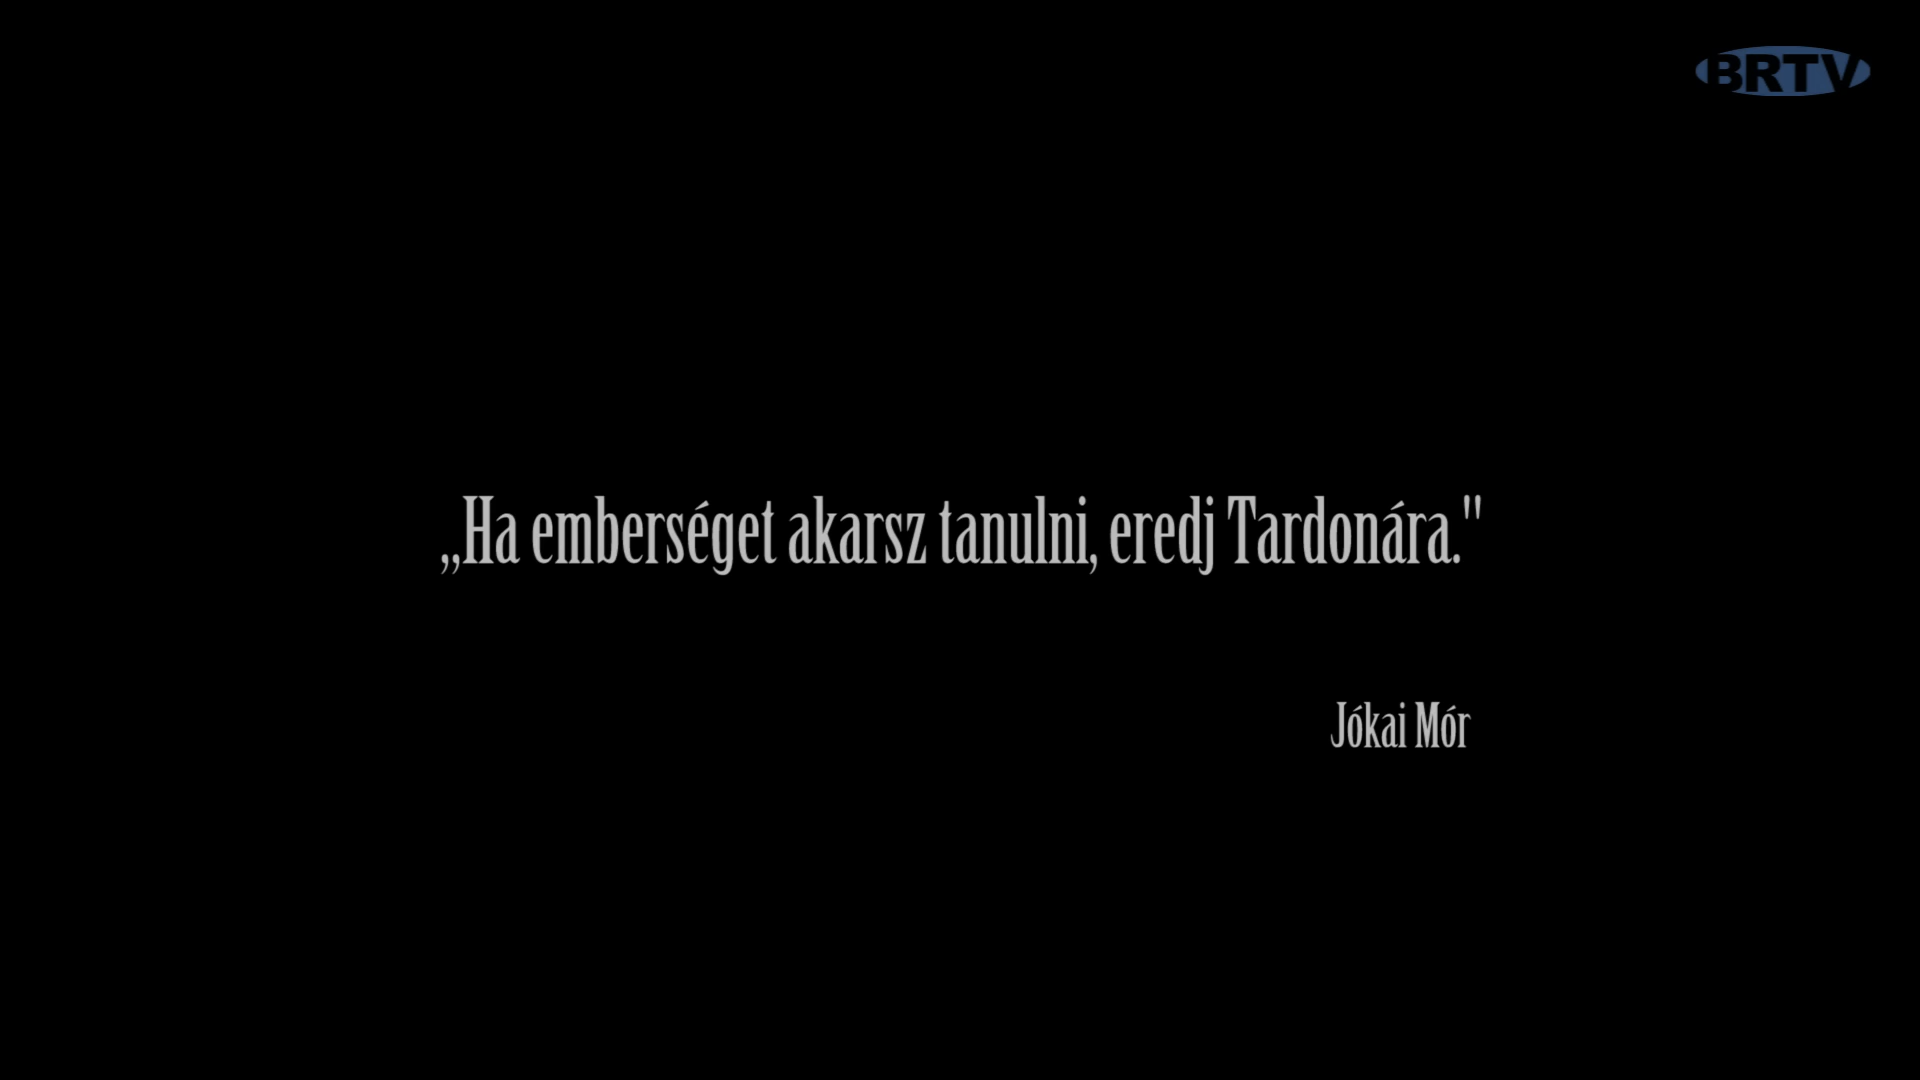 BRTV
„Ha emberséget akarsz tanulni, eredj Tardonára."
Jókai Mór